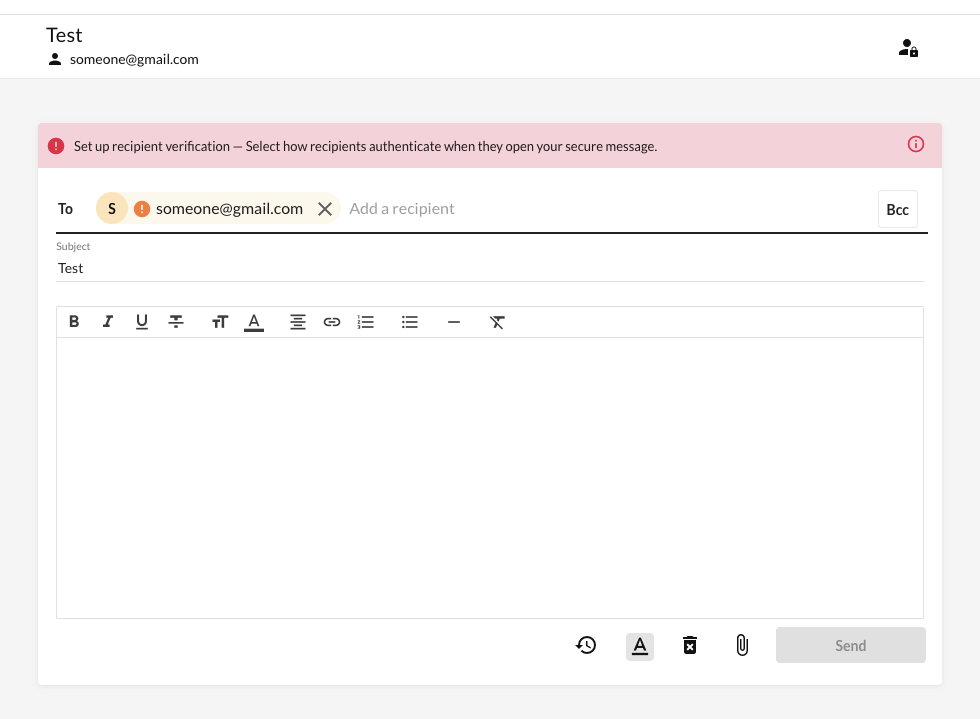 Test
someone@gmail.com
Set up recipient verification — Select how recipients authenticate when they open your secure message.
To S someone@gmail.com Add a recipient Bcc
Subject
Test
Send